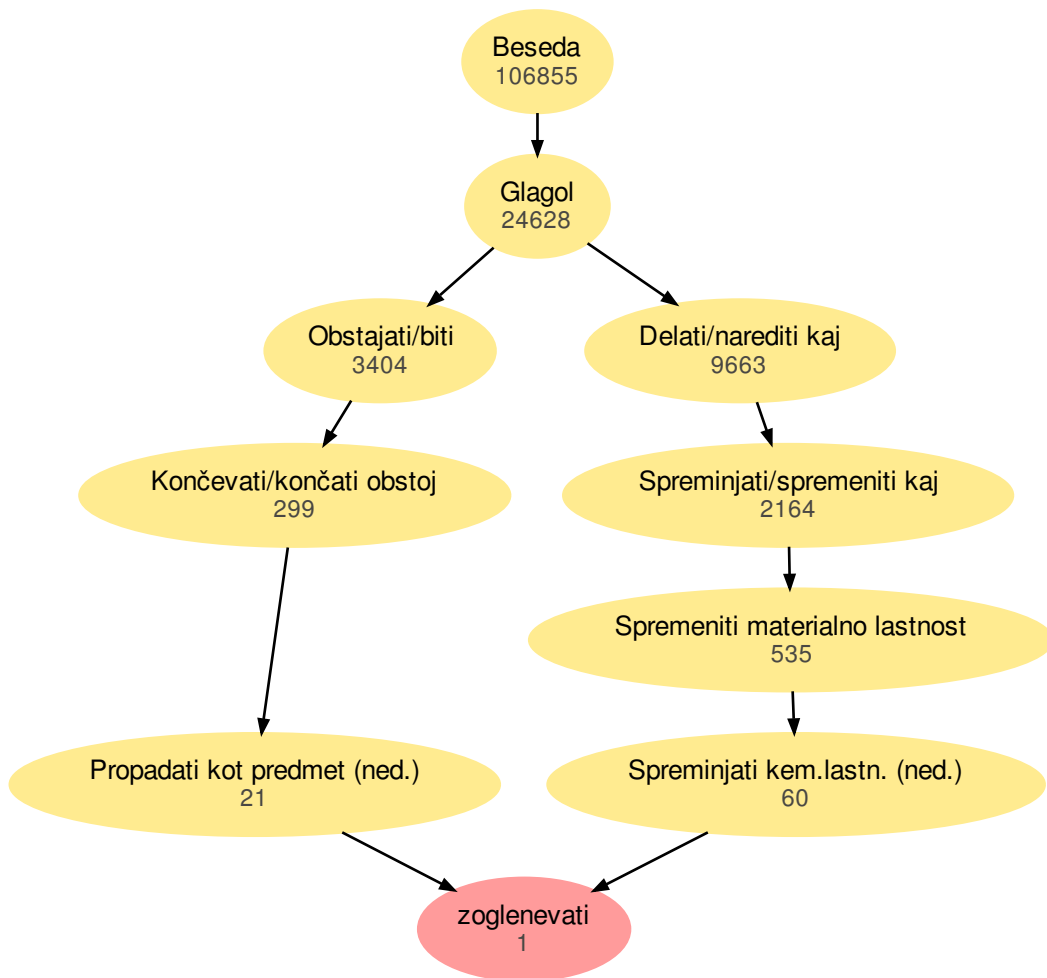 Beseda
106855
Glagol
24628
Obstajati/biti
3404
Delati/narediti kaj
9663
Končevati/končati obstoj
299
Spreminjati/spremeniti kaj
2164
Spremeniti materialno lastnost
535
Propadati kot predmet (ned.)
21
Spreminjati kem.lastn. (ned.)
60
zoglenevati
1